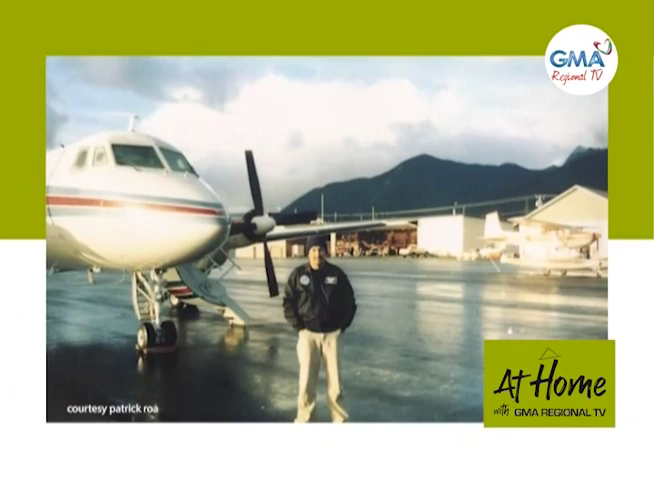 GMA
Regional TV
courtesy patrick roa
At Home
with GMA REGIONAL TV